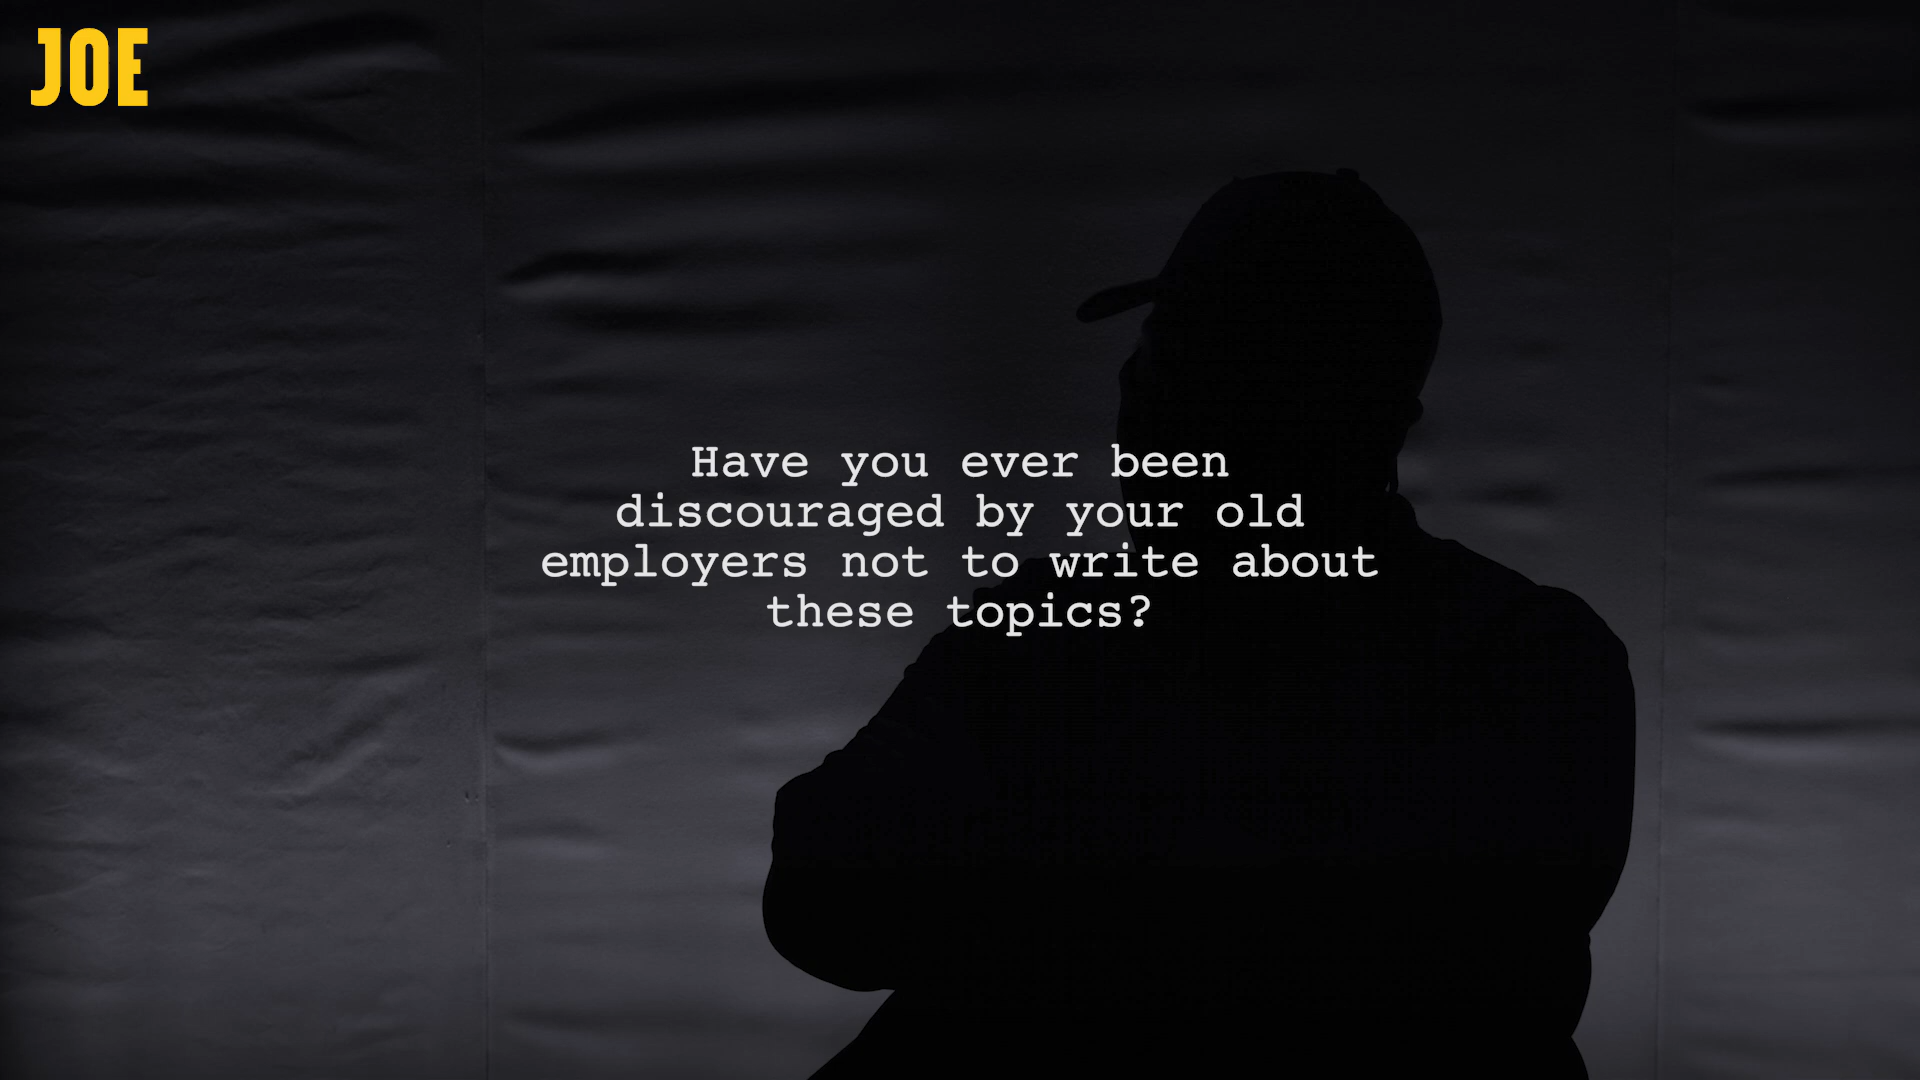 JOE
Have you ever been
discouraged by your old
employers not to write about
these topics?